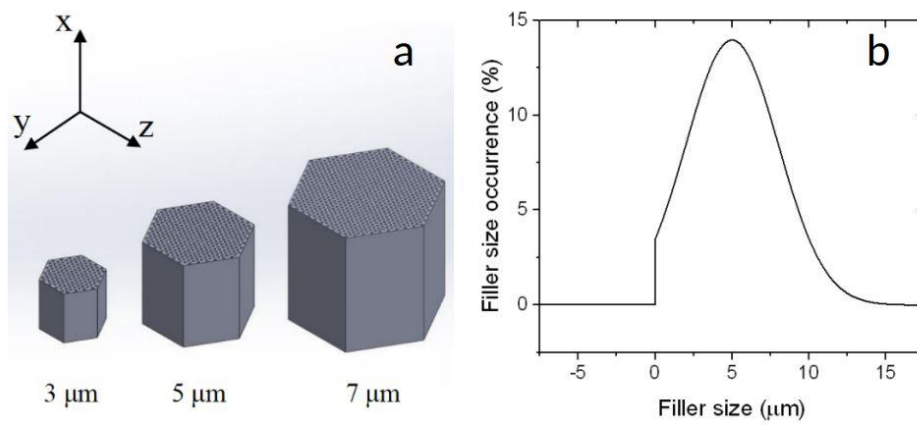 x
y
z
a
3 μm
5 μm
7 μm
b
Filler size occurrence (%)
15
10
5
0
-5
0
5
10
15
Filler size (μm)